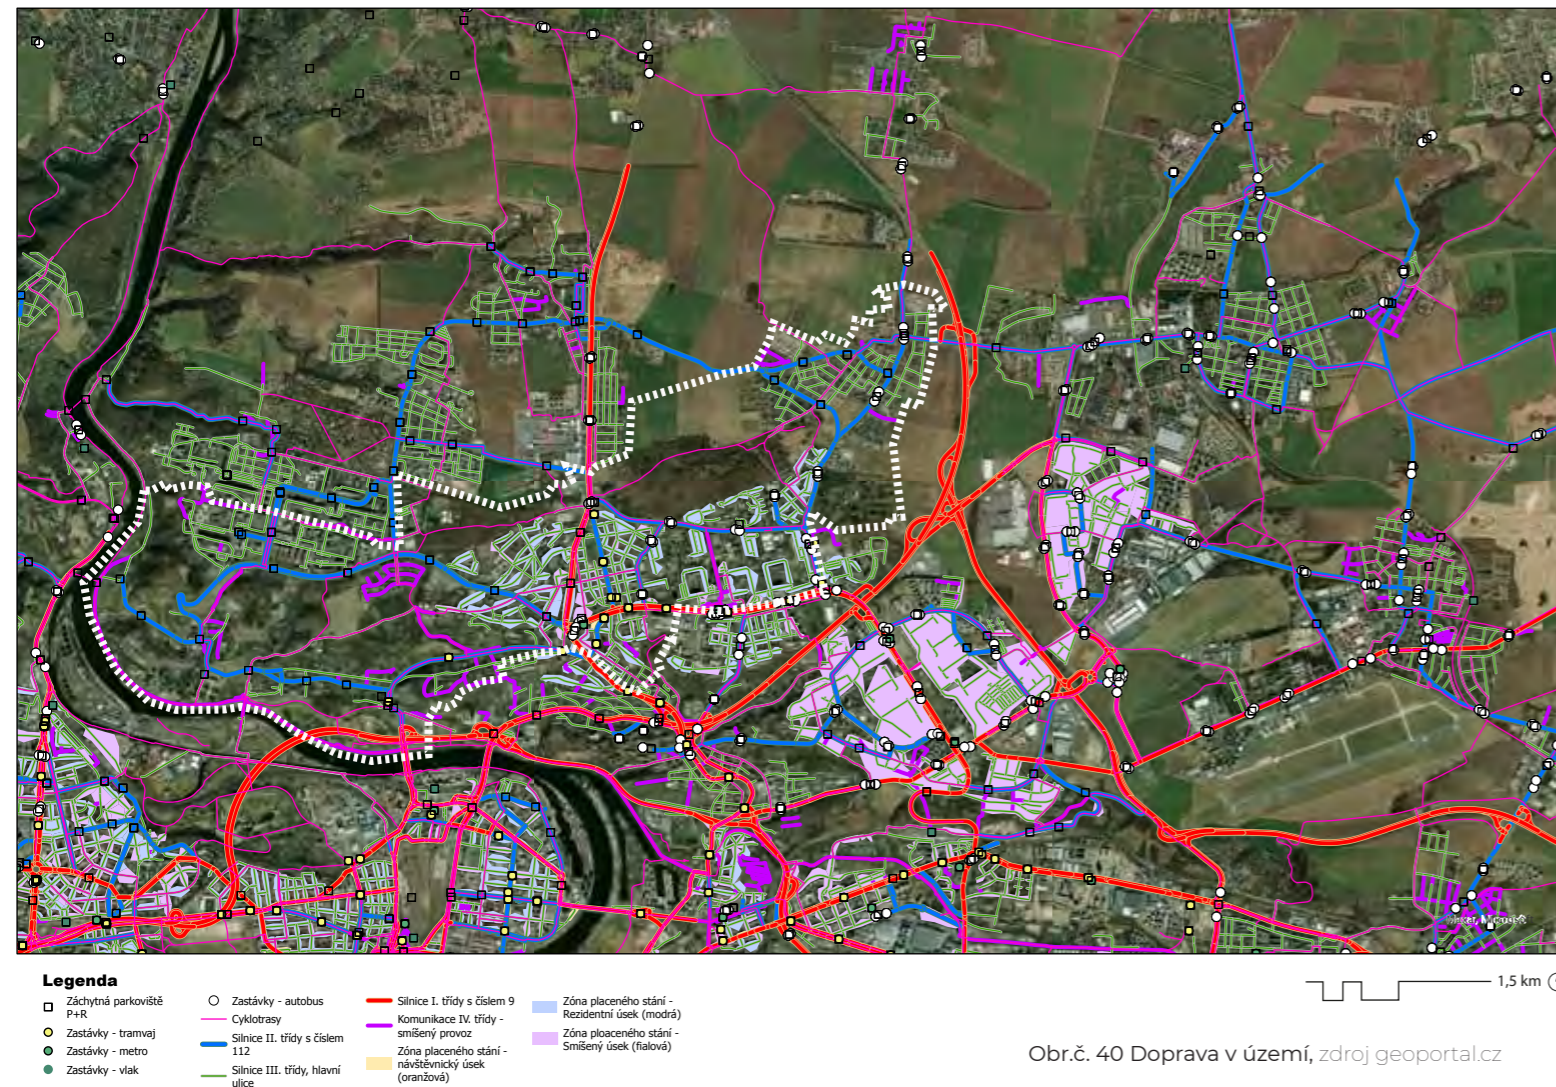 Legenda
Záchytná parkoviště
P+R
Zastávky - tramvaj
Zastávky - metro
Zastávky - vlak
Zastávky - autobus
Cyklotrasy
Silnice II. třídy s číslem
112
Silnice III. třídy, hlavní
ulice
Silnice I. třídy s číslem 9
Komunikace IV. třídy -
smíšený provoz
Zóna placeného stání -
návštěvnický úsek
(oranžová)
Zóna placeného stání -
Rezidentní úsek (modrá)
Zóna ploaceného stání -
Smíšený úsek (fialová)
1,5 km
Obr.č. 40 Doprava v území, zdroj geoportal.cz